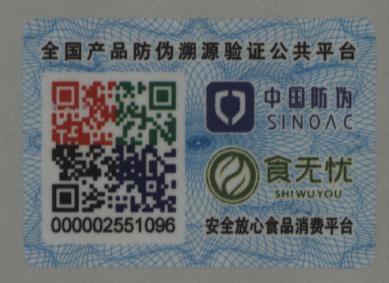 全国产品防伪溯源验证公共平台
中国防伪
SINOAC
食无忧
SHIWUYOU
000002551096
安全放心食品消费平台